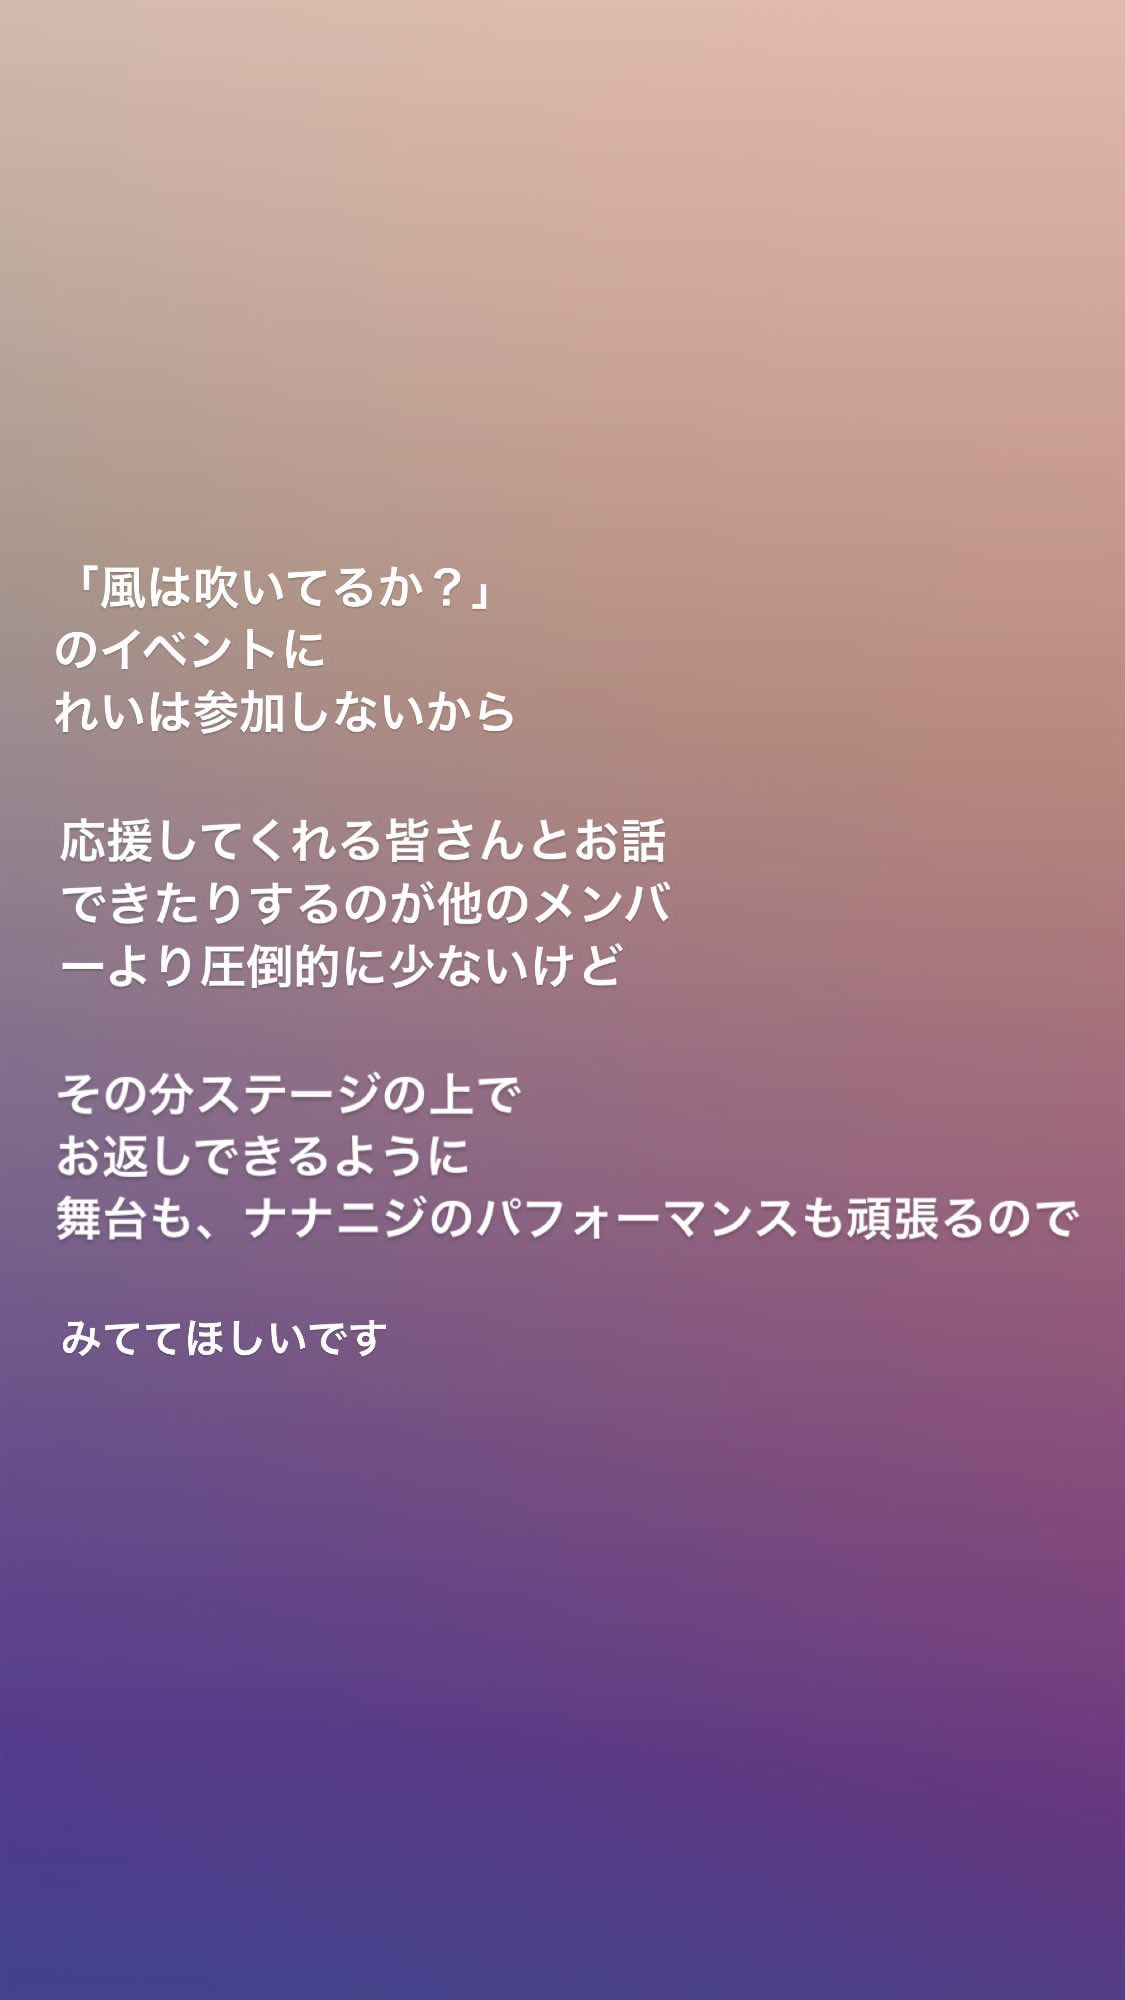 「風は吹いてるか？」
のイベントに
れいは参加しないから
応援してくれる皆さんとお話
できたりするのが他のメンバ
ーより圧倒的に少ないけど
その分ステージの上で
お返しできるように
舞台も、ナナニジのパフォーマンスも頑張るので
みててほしいです